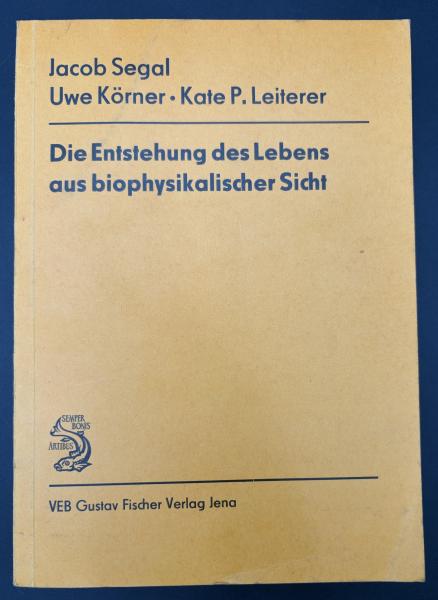 Jacob Segal
Uwe Körner • Kate P. Leiterer
Die Entstehung des Lebens
aus biophysikalischer Sicht
SEMPER
BONIS
ARTIBUS
VEB Gustav Fischer Verlag Jena